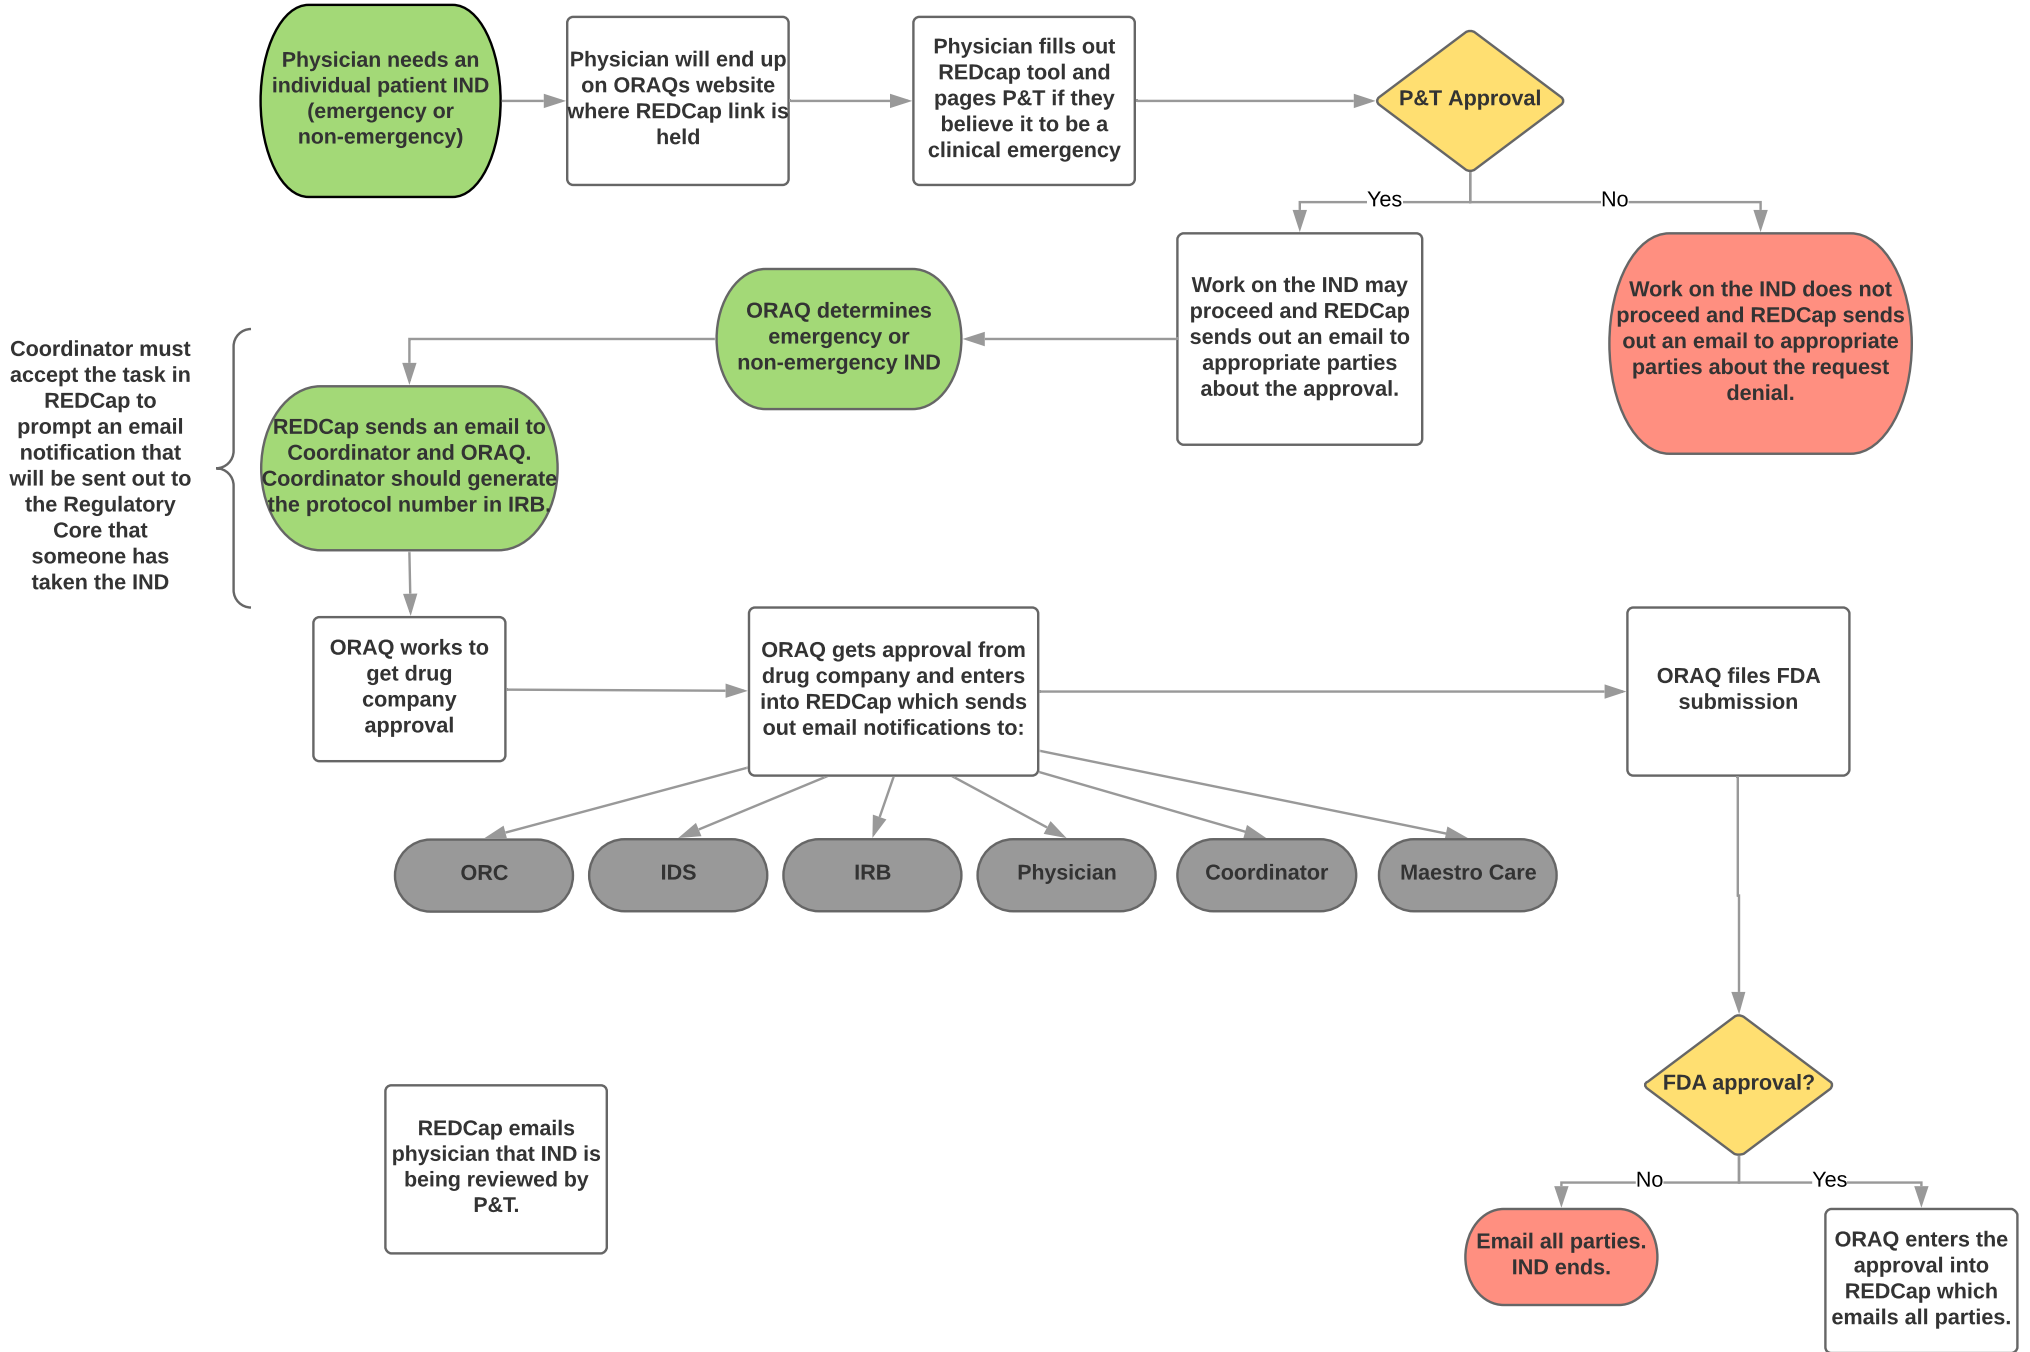 Physician needs an
individual patient IND
(emergency or
non-emergency)
Physician will end up
on ORAQs website
where REDCap link is
held
Physician fills out
REDcap tool and
pages P&T if they
believe it to be a
clinical emergency
P&T Approval
Yes
No
Work on the IND may
proceed and REDCap
sends out an email to
appropriate parties
about the approval.
Work on the IND does not
proceed and REDCap sends
out an email to appropriate
parties about the request
denial.
ORAQ determines
emergency or
non-emergency IND
Coordinator must
accept the task in
REDCap to
prompt an email
notification that
will be sent out to
the Regulatory
Core that
someone has
taken the IND
REDCap sends an email to
Coordinator and ORAQ.
Coordinator should generate
the protocol number in IRB.
ORAQ works to
get drug
company
approval
ORAQ gets approval from
drug company and enters
into REDCap which sends
out email notifications to:
ORAQ files FDA
submission
ORC
IDS
IRB
Physician
Coordinator
Maestro Care
FDA approval?
No
Yes
REDCap emails
physician that IND is
being reviewed by
P&T.
Email all parties.
IND ends.
ORAQ enters the
approval into
REDCap which
emails all parties.